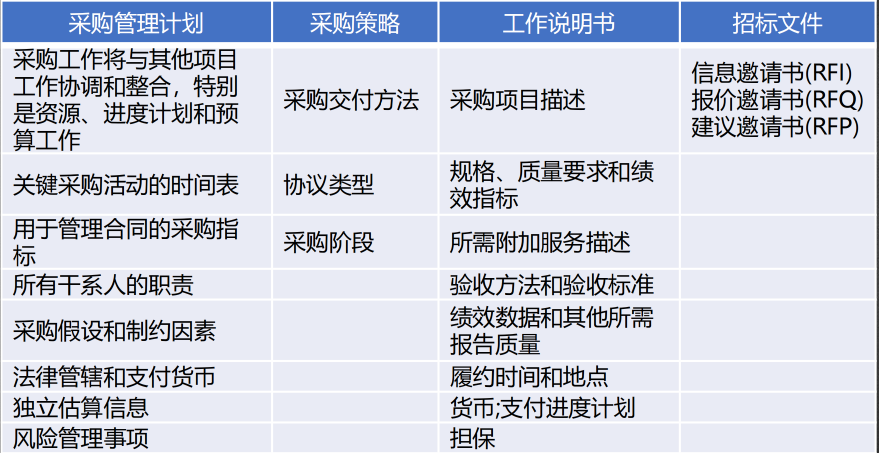 采购管理计划
采购策略
工作说明书
招标文件
采购工作将与其他项目
工作协调和整合，特别
是资源、进度计划和预
算工作
采购交付方法
采购项目描述
信息邀请书(RFI)
报价邀请书(RFQ)
建议邀请书(RFP)
关键采购活动的时间表
协议类型
规格、质量要求和绩
效指标
用于管理合同的采购指
标
采购阶段
所需附加服务描述
所有干系人的职责
验收方法和验收标准
采购假设和制约因素
绩效数据和其他所需
报告质量
法律管辖和支付货币
履约时间和地点
独立估算信息
货币;支付进度计划
风险管理事项
担保